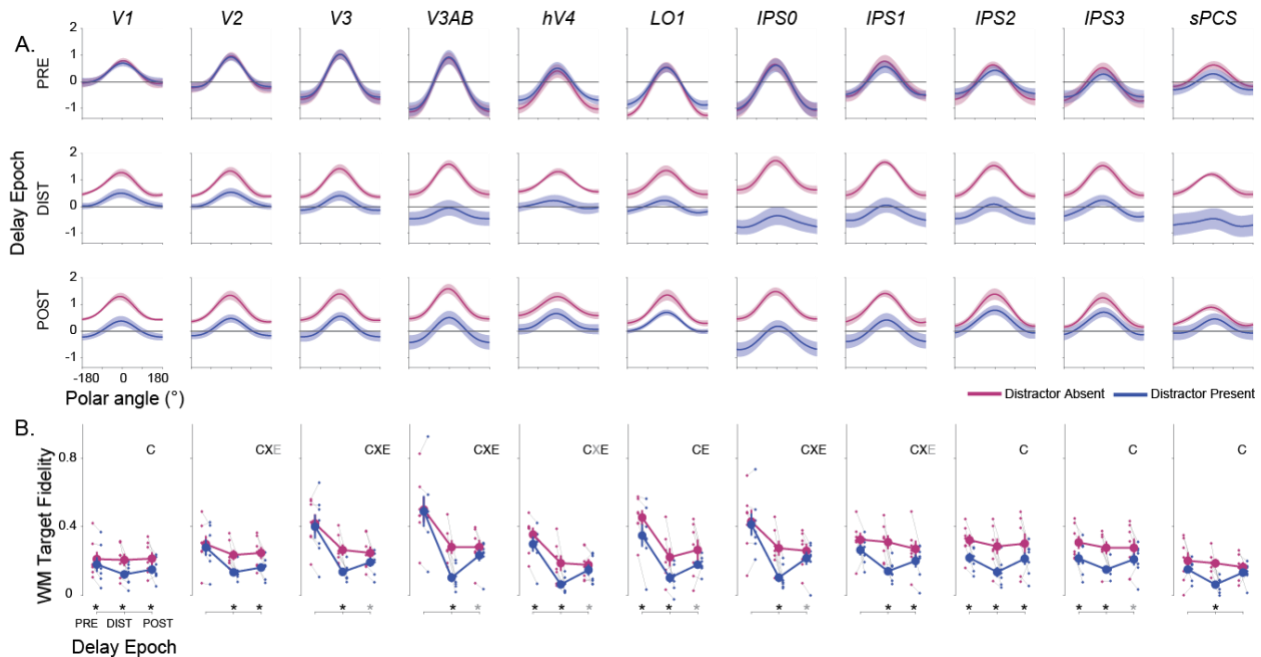 V1 V2 V3 V3AB hV4 LO1 IPS0 IPS1 IPS2 IPS3 sPCS
A.
Delay Epoch
PRE
2
1
0
-1
DIST
2
1
0
-1
POST
2
1
0
-1
-180 0 180
Polar angle (°)
Distractor Absent Distractor Present
B.
WM Target Fidelity
0.8
0.4
0
C CXE CXE CXE CXE CE CXE CXE C C C
* * * * * * * * * * * * * * * * * * * * * * * * * *
PRE DIST POST
Delay Epoch